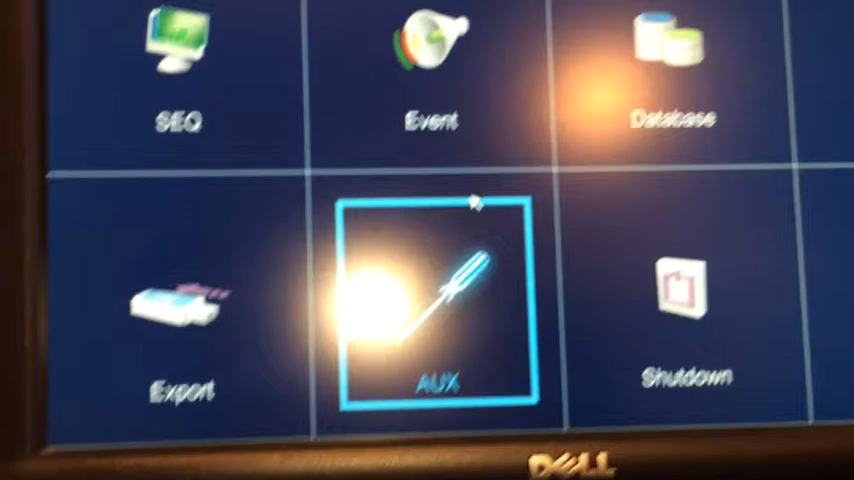 SEQ
Event
Database
Export
AUX
Shutdown
DELL